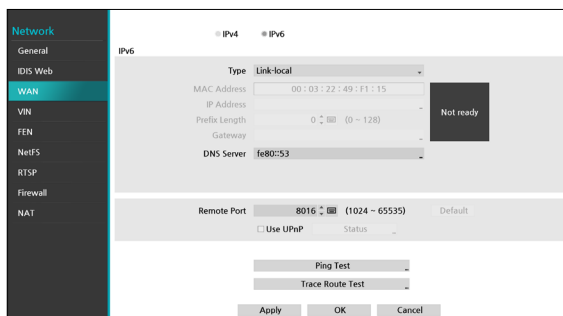 Network
General
IDIS Web
WAN
VIN
FEN
NetFS
RTSP
Firewall
NAT
IPv4 IPv6
IPv6
Type Link-local
MAC Address 00 : 03 : 22 : 49 : F1 : 15
IP Address
Prefix Length 0 (0 ~ 128)
Gateway
Not ready
DNS Server fe80::53
Remote Port 8016 (1024 ~ 65535) Default
Use UPnP Status
Ping Test
Trace Route Test
Apply OK Cancel